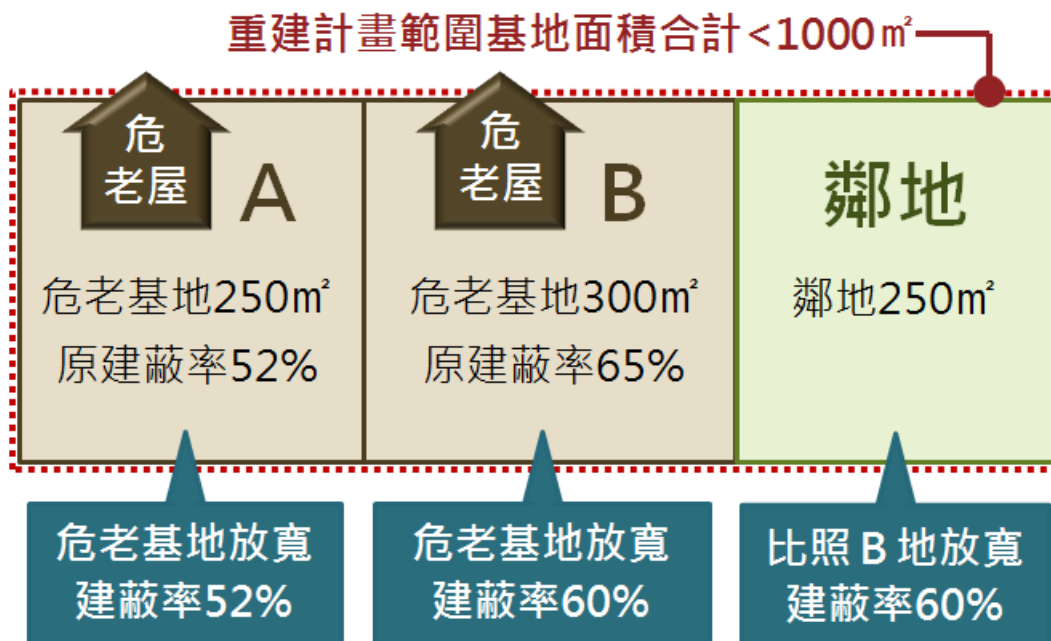 重建計畫範圍基地面積合計<1000㎡
危
老屋
A
危老基地250㎡
原建蔽率52%
危
老屋
B
危老基地300㎡
原建蔽率65%
鄰地
鄰地250㎡
危老基地放寬
建蔽率52%
危老基地放寬
建蔽率60%
比照B地放寬
建蔽率60%